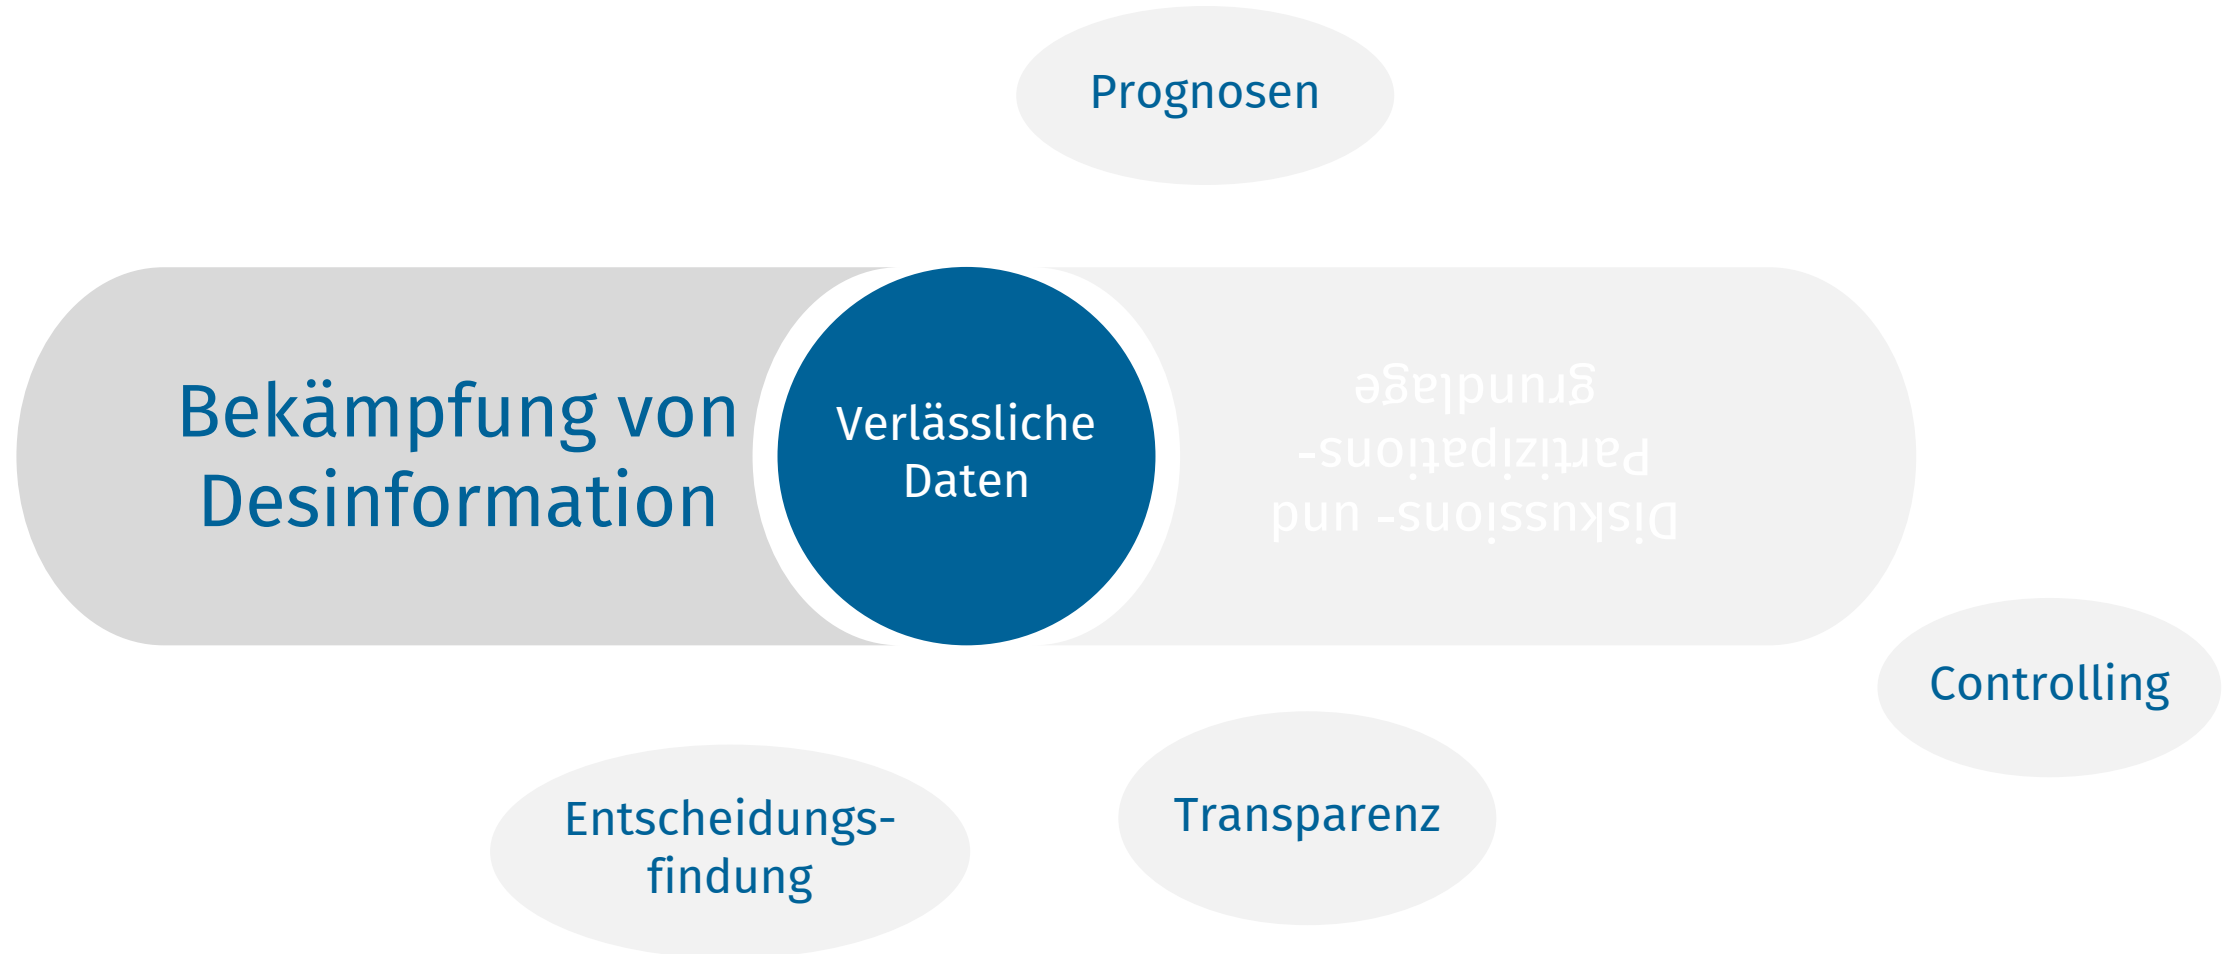 Prognosen
Bekämpfung von
Desinformation
Verlässliche
Daten
Diskussions- und
Partizipations-
grundlage
Controlling
Transparenz
Entscheidungs-
findung